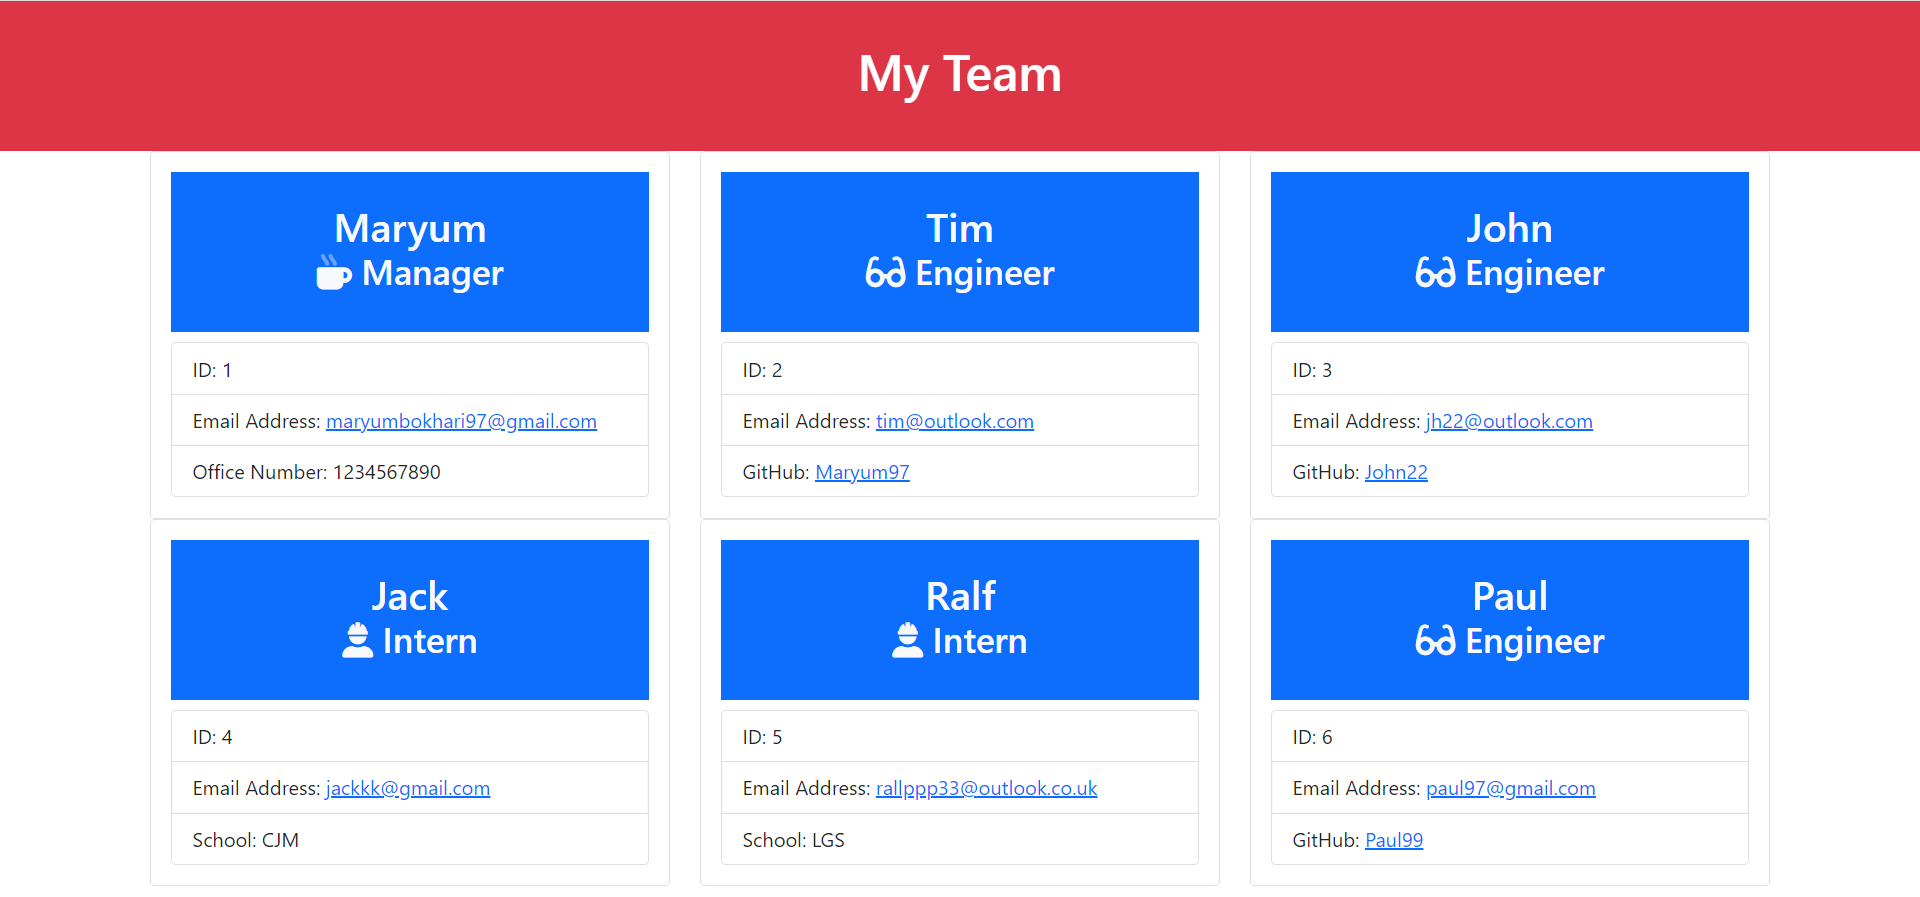 My Team
Maryum
Manager
ID: 1
Email Address: maryumbokhari97@gmail.com
Office Number: 1234567890
Tim
Engineer
ID: 2
Email Address: tim@outlook.com
GitHub: Maryum97
John
Engineer
ID: 3
Email Address: jh22@outlook.com
GitHub: John22
Jack
Intern
ID: 4
Email Address: jackkk@gmail.com
School: CJM
Ralf
Intern
ID: 5
Email Address: rallppp33@outlook.co.uk
School: LGS
Paul
Engineer
ID: 6
Email Address: paul97@gmail.com
GitHub: Paul99